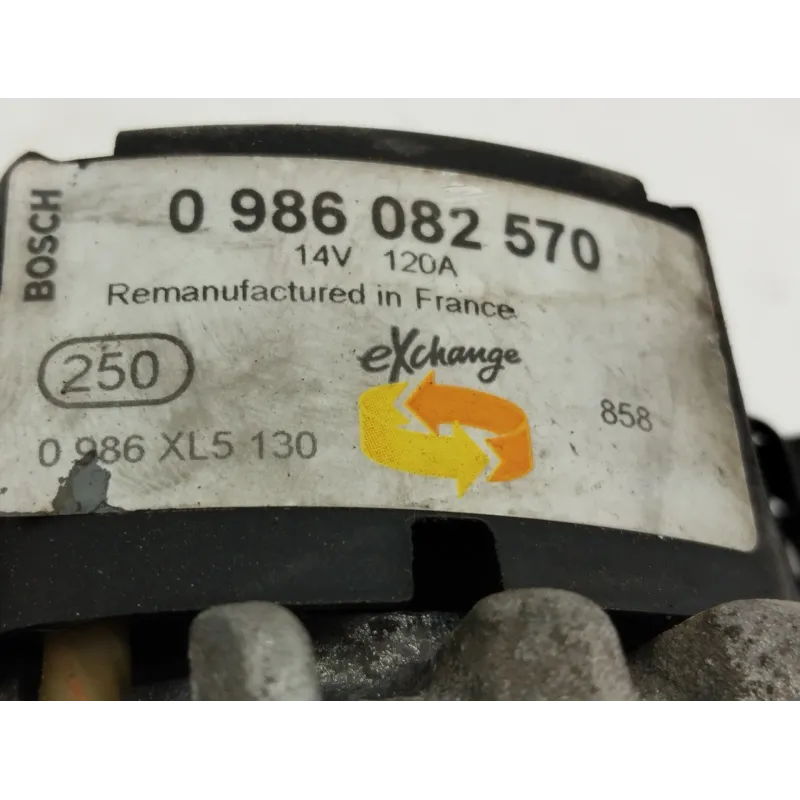 BOSCH
0 986 082 570
14V 120A
Remanufactured in France
250
eXchange
858
0 986 XL5 130